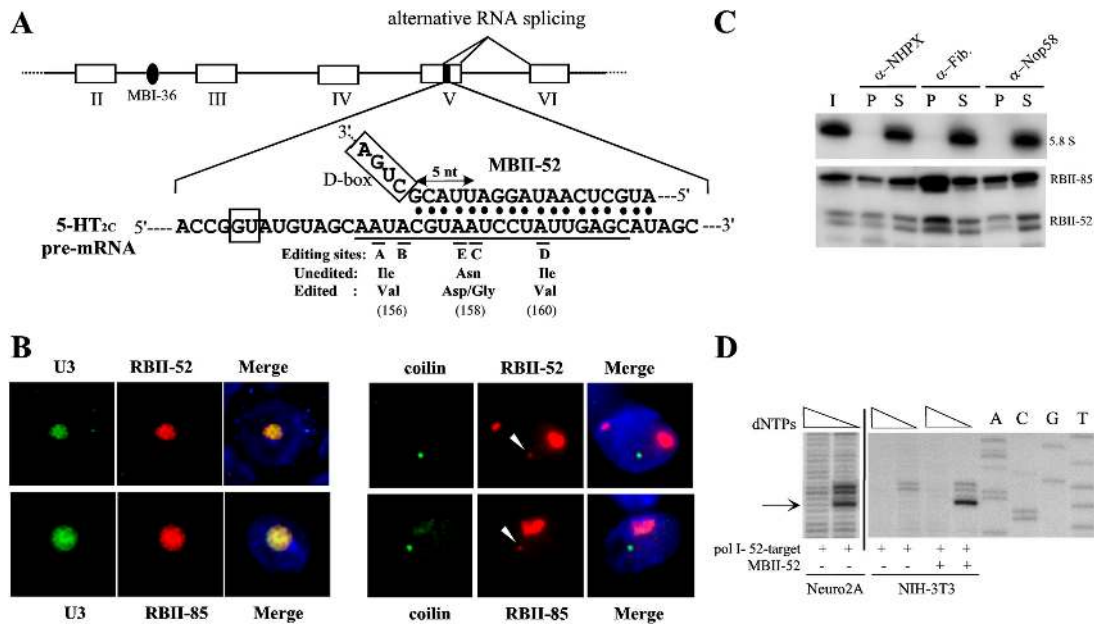 A
alternative RNA splicing
II
MBI-36
III
IV
V
VI
3'
AGUC
D-box
5 nt
MBII-52
GCAUUAGGAUAACUCGUA---5'
5-HT2C
pre-mRNA
5'---- ACCGGUAUGUAGCAAUACGUAAUCCUAUUGAGCAUAGC ---3'
Editing sites: A B E C D
Unedited: Ile Asn Ile
Edited : Val Asp/Gly Val
(156) (158) (160)
B
U3 RBII-52 Merge
coilin RBII-52 Merge
U3 RBII-85 Merge
coilin RBII-85 Merge
C
α-NHPX α-Fib. α-Nop58
I P S P S P S
5.8 S
RBII-85
RBII-52
D
dNTPs A C G T
pol I- 52-target + + + + + +
MBII-52 - - - - + +
Neuro2A NIH-3T3